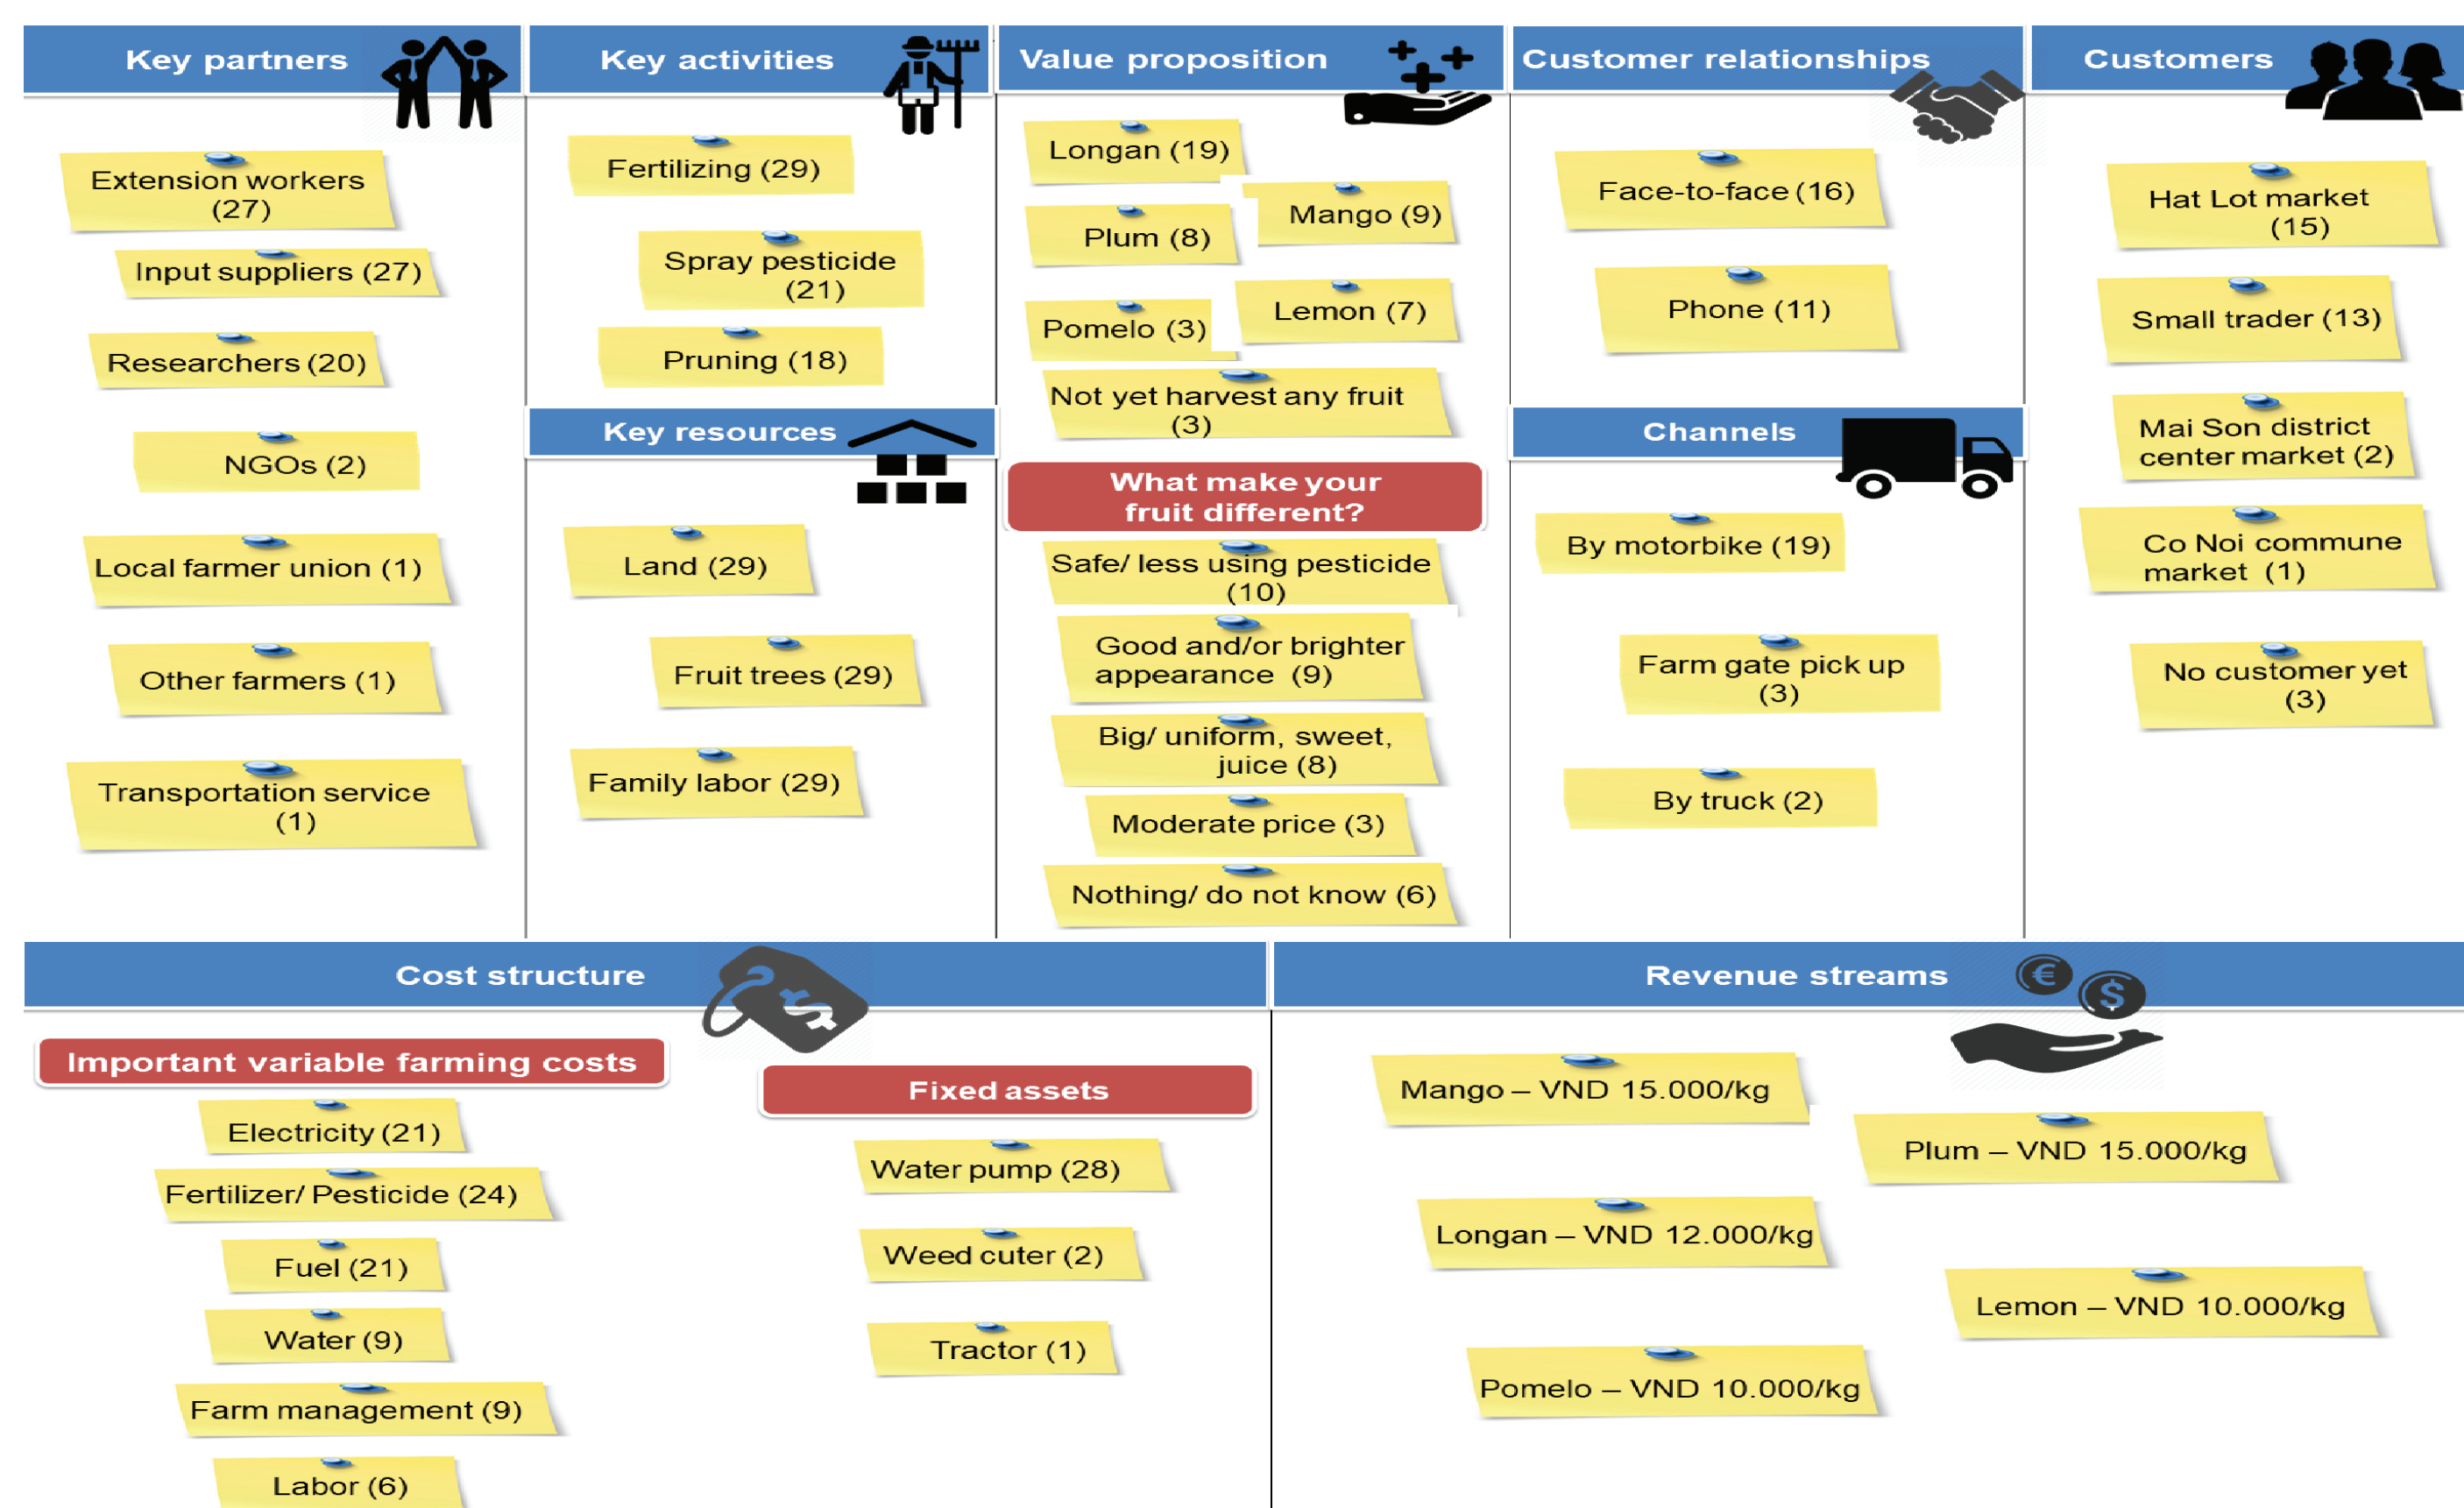 Key partners
Extension workers
(27)
Input suppliers (27)
Researchers (20)
NGOs (2)
Local farmer union (1)
Other farmers (1)
Transportation service
(1)
Key activities
Fertilizing (29)
Spray pesticide
(21)
Pruning (18)
Key resources
Land (29)
Fruit trees (29)
Family labor (29)
Value proposition
Longan (19)
Mango (9)
Plum (8)
Lemon (7)
Pomelo (3)
Not yet harvest any fruit
(3)
What make your
fruit different?
Safe/ less using pesticide
(10)
Good and/or brighter
appearance (9)
Big/ uniform, sweet,
juice (8)
Moderate price (3)
Nothing/ do not know (6)
Customer relationships
Face-to-face (16)
Phone (11)
Channels
By motorbike (19)
Farm gate pick up
(3)
By truck (2)
Customers
Hat Lot market
(15)
Small trader (13)
Mai Son district
center market (2)
Co Noi commune
market (1)
No customer yet
(3)
Cost structure
Important variable farming costs
Electricity (21)
Fertilizer/ Pesticide (24)
Fuel (21)
Water (9)
Farm management (9)
Labor (6)
Fixed assets
Water pump (28)
Weed cuter (2)
Tractor (1)
Revenue streams
€
$
Mango – VND 15.000/kg
Plum – VND 15.000/kg
Longan – VND 12.000/kg
Lemon – VND 10.000/kg
Pomelo – VND 10.000/kg